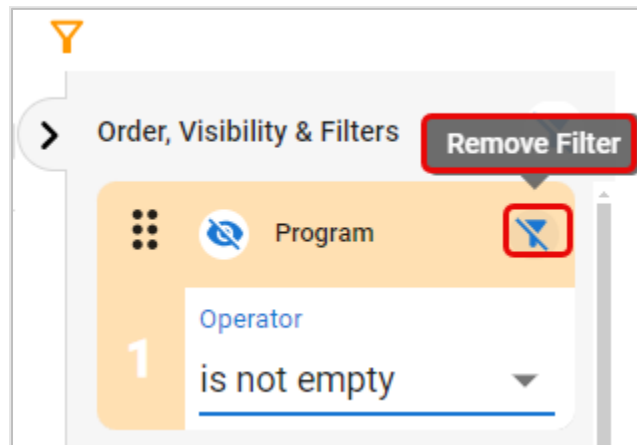 Order, Visibility & Filters
Remove Filter
Program
1
Operator
is not empty